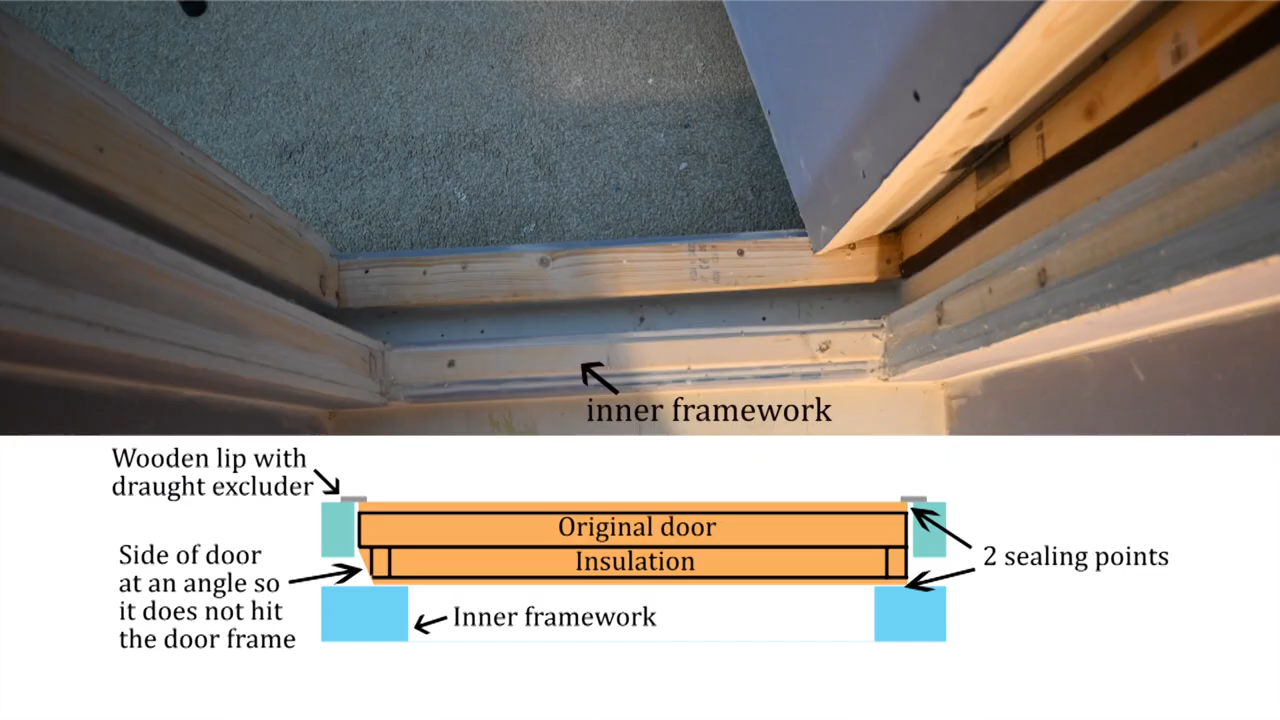 inner framework
Wooden lip with
draught excluder
Original door
Insulation
Side of door
at an angle so
it does not hit
the door frame
2 sealing points
Inner framework